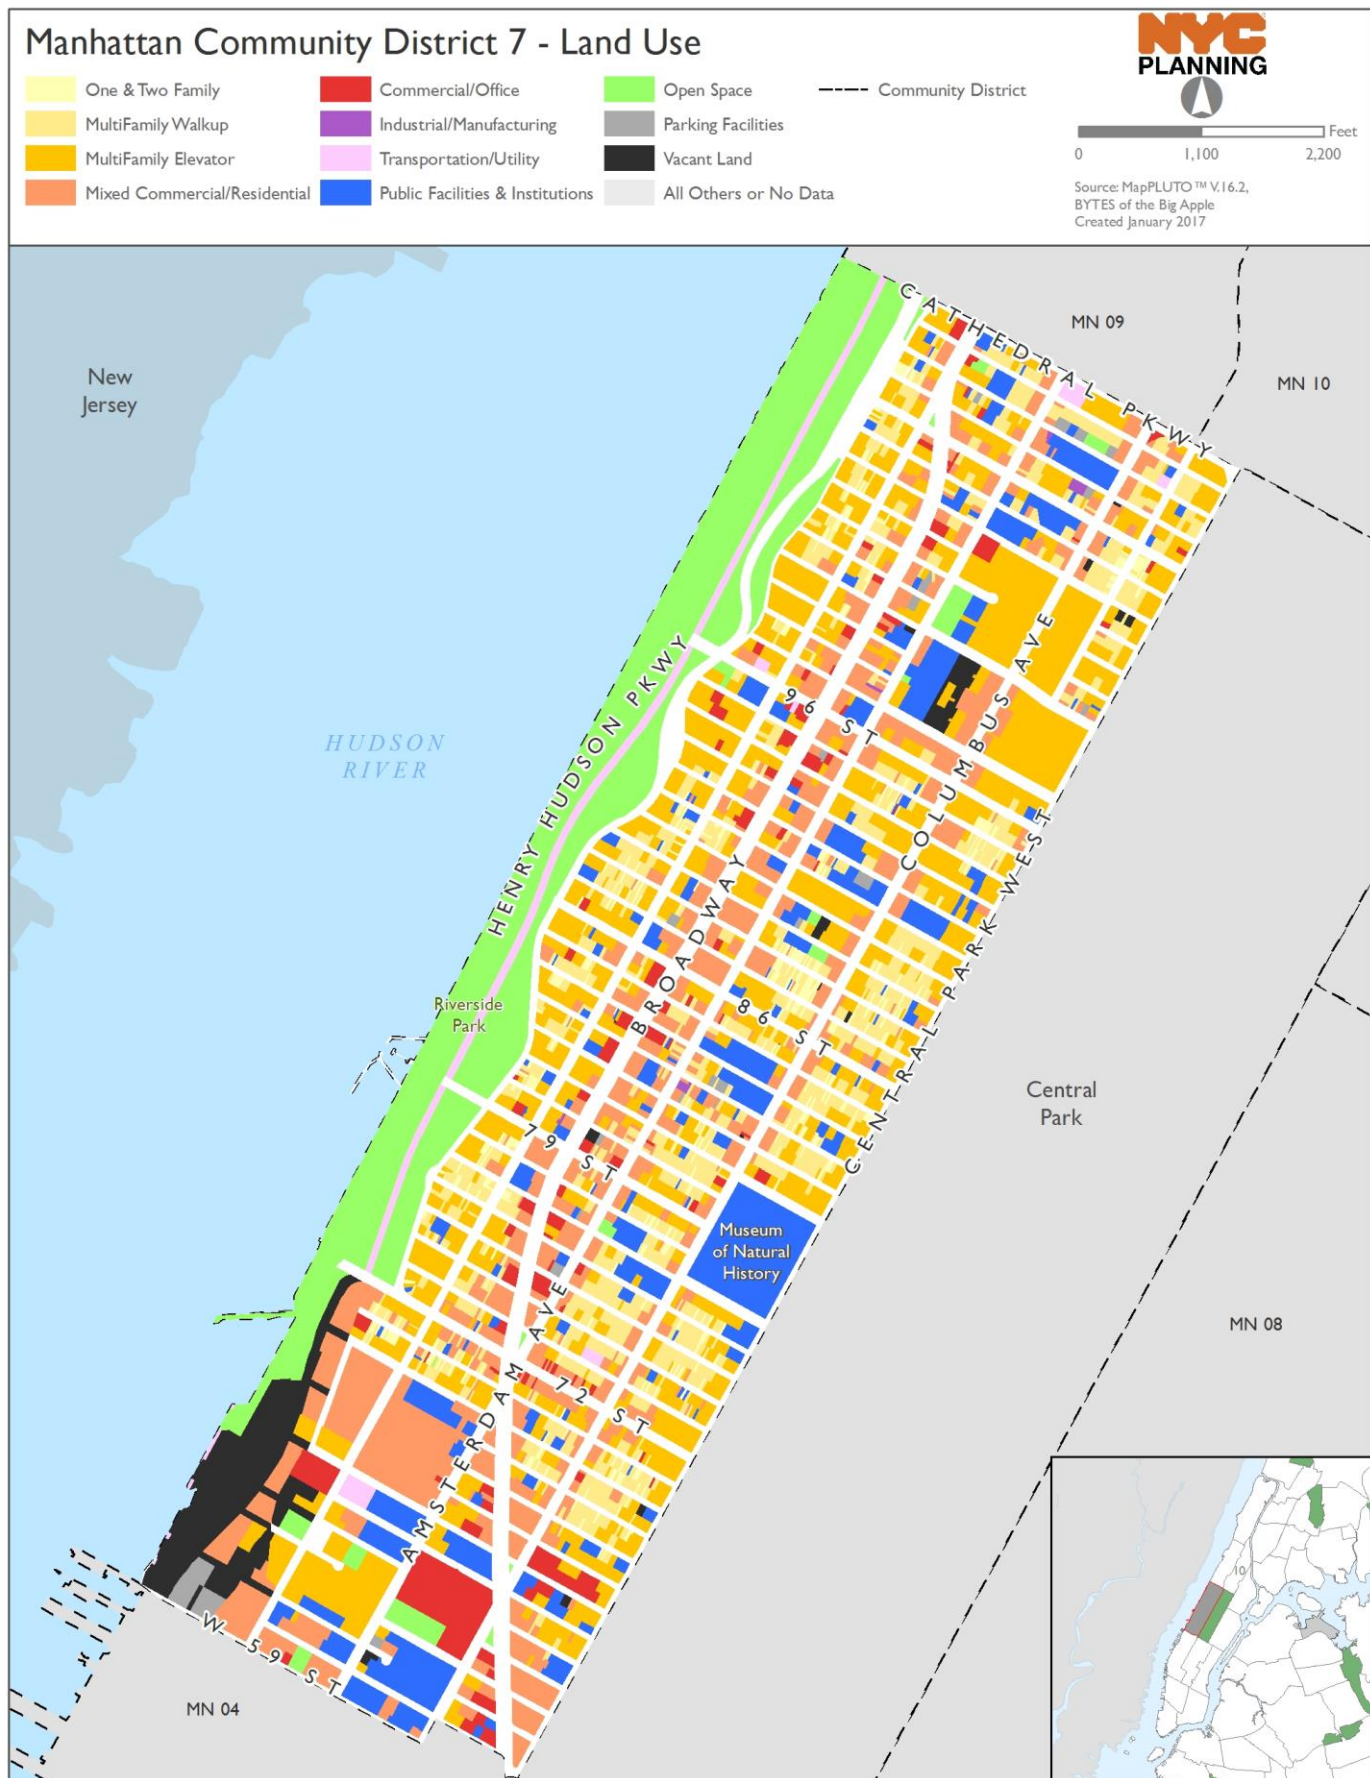 Manhattan Community District 7 - Land Use
NYC
PLANNING
One & Two Family
MultiFamily Walkup
MultiFamily Elevator
Mixed Commercial/Residential
Commercial/Office
Industrial/Manufacturing
Transportation/Utility
Public Facilities & Institutions
Open Space
Parking Facilities
Vacant Land
All Others or No Data
Community District
Feet
0 1,100 2,200
Source: MapPLUTO™ V.16.2,
BYTES of the Big Apple
Created January 2017
New
Jersey
HUDSON
RIVER
CATHEDRAL PKWY
MN 09
MN 10
HENRY HUDSON PKWY
96 ST
COLUMBUS AVE
BROADWAY
CENTRAL PARK WEST
Riverside
Park
86 ST
Central
Park
79 ST
Museum
of Natural
History
AMSTERDAM AVE
72 ST
MN 08
W 59 ST
MN 04
10